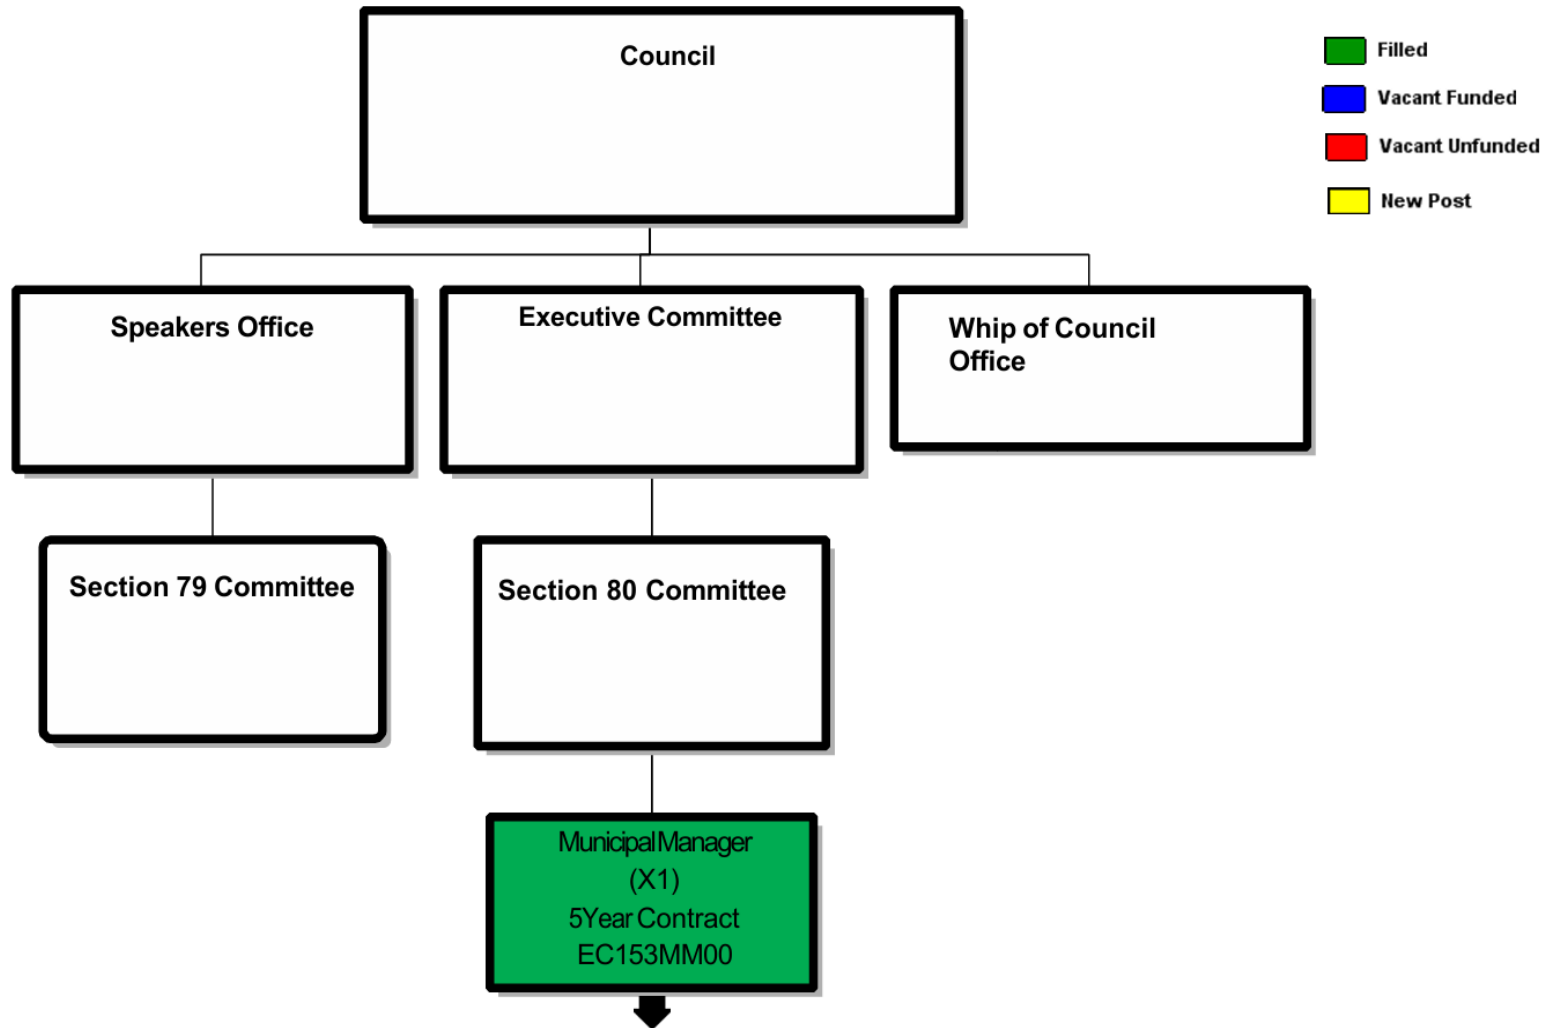 Council
Filled
Vacant Funded
Vacant Unfunded
New Post
Speakers Office
Executive Committee
Whip of Council
Office
Section 79 Committee
Section 80 Committee
Municipal Manager
(X1)
5Year Contract
EC153MM00